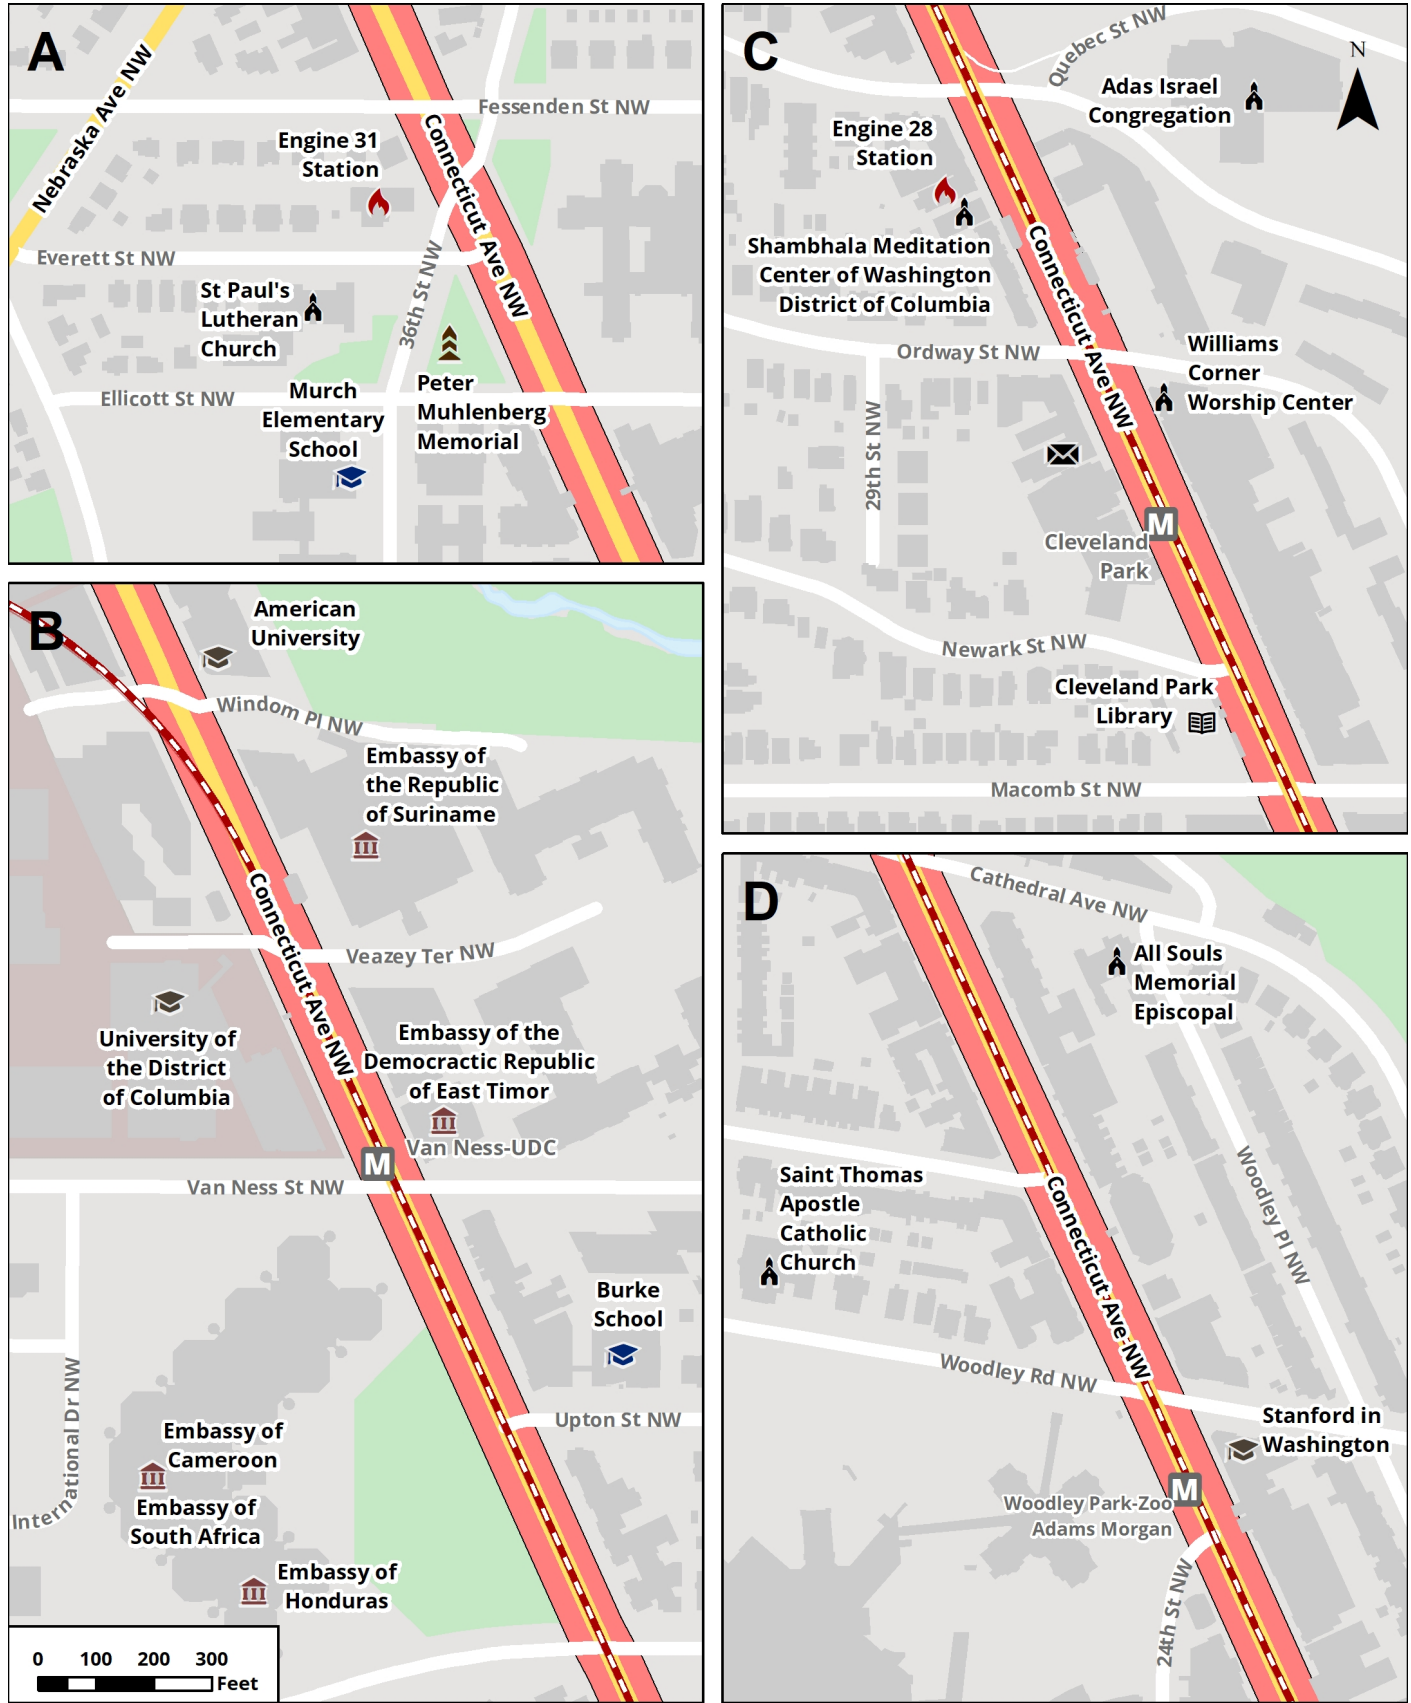 A
Nebraska Ave NW
Connecticut Ave NW
Fessenden St NW
Engine 31
Station
Everett St NW
36th St NW
St Paul's
Lutheran
Church
Ellicott St NW
Murch
Elementary
School
Peter
Muhlenberg
Memorial
B
American
University
Windom Pl NW
Embassy of
the Republic
of Suriname
Connecticut Ave NW
Veazey Ter NW
University of
the District
of Columbia
Embassy of the
Democractic Republic
of East Timor
Van Ness-UDC
M
Van Ness St NW
Burke
School
International Dr NW
Upton St NW
Embassy of
Cameroon
Embassy of
South Africa
Embassy of
Honduras
0 100 200 300
Feet
C
Quebec St NW
N
Adas Israel
Congregation
Engine 28
Station
Shambhala Meditation
Center of Washington
District of Columbia
Connecticut Ave NW
Ordway St NW
Williams
Corner
Worship Center
29th St NW
M
Cleveland
Park
Newark St NW
Cleveland Park
Library
Macomb St NW
D
Cathedral Ave NW
All Souls
Memorial
Episcopal
Saint Thomas
Apostle
Catholic
Church
Connecticut Ave NW
Woodley Pl NW
Woodley Rd NW
Stanford in
Washington
M
Woodley Park-Zoo
Adams Morgan
24th St NW